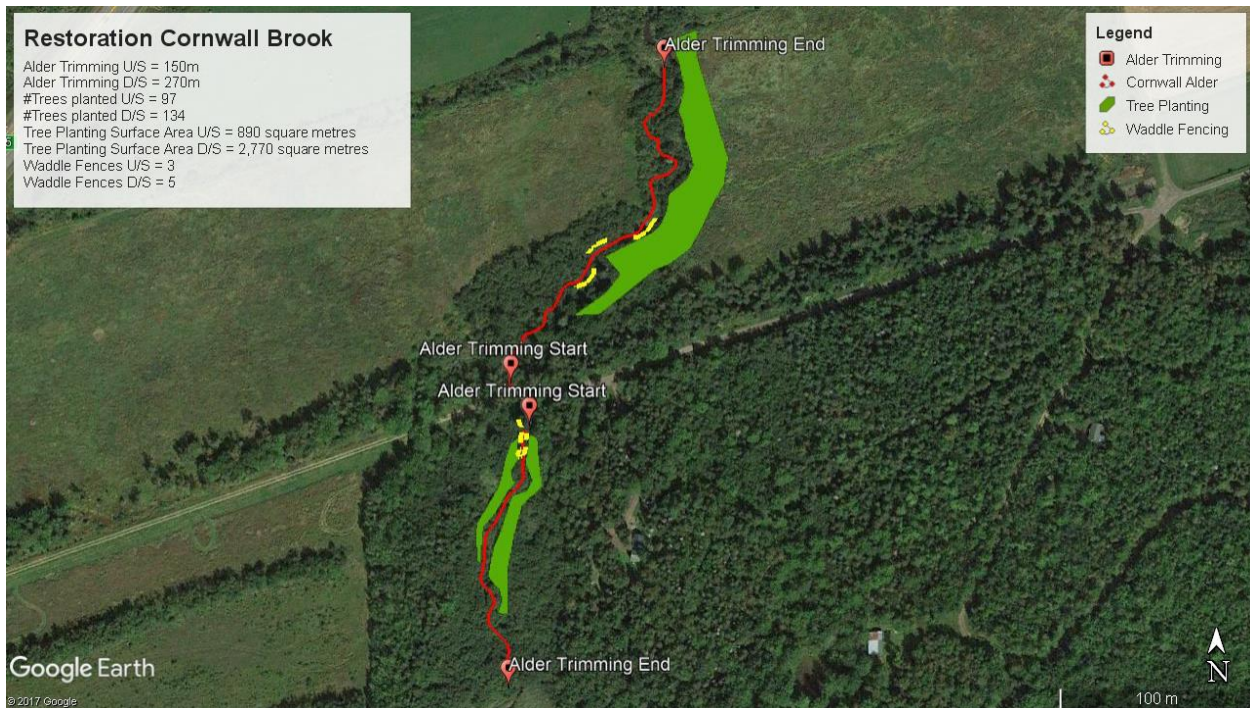 Restoration Cornwall Brook
Alder Trimming U/S = 150m
Alder Trimming D/S = 270m
#Trees planted U/S = 97
#Trees planted D/S = 134
Tree Planting Surface Area U/S = 890 square metres
Tree Planting Surface Area D/S = 2,770 square metres
Waddle Fences U/S = 3
Waddle Fences D/S = 5
Legend
Alder Trimming
Cornwall Alder
Tree Planting
Waddle Fencing
Alder Trimming End
Alder Trimming Start
Alder Trimming Start
Alder Trimming End
Google Earth
© 2017 Google
N
100 m